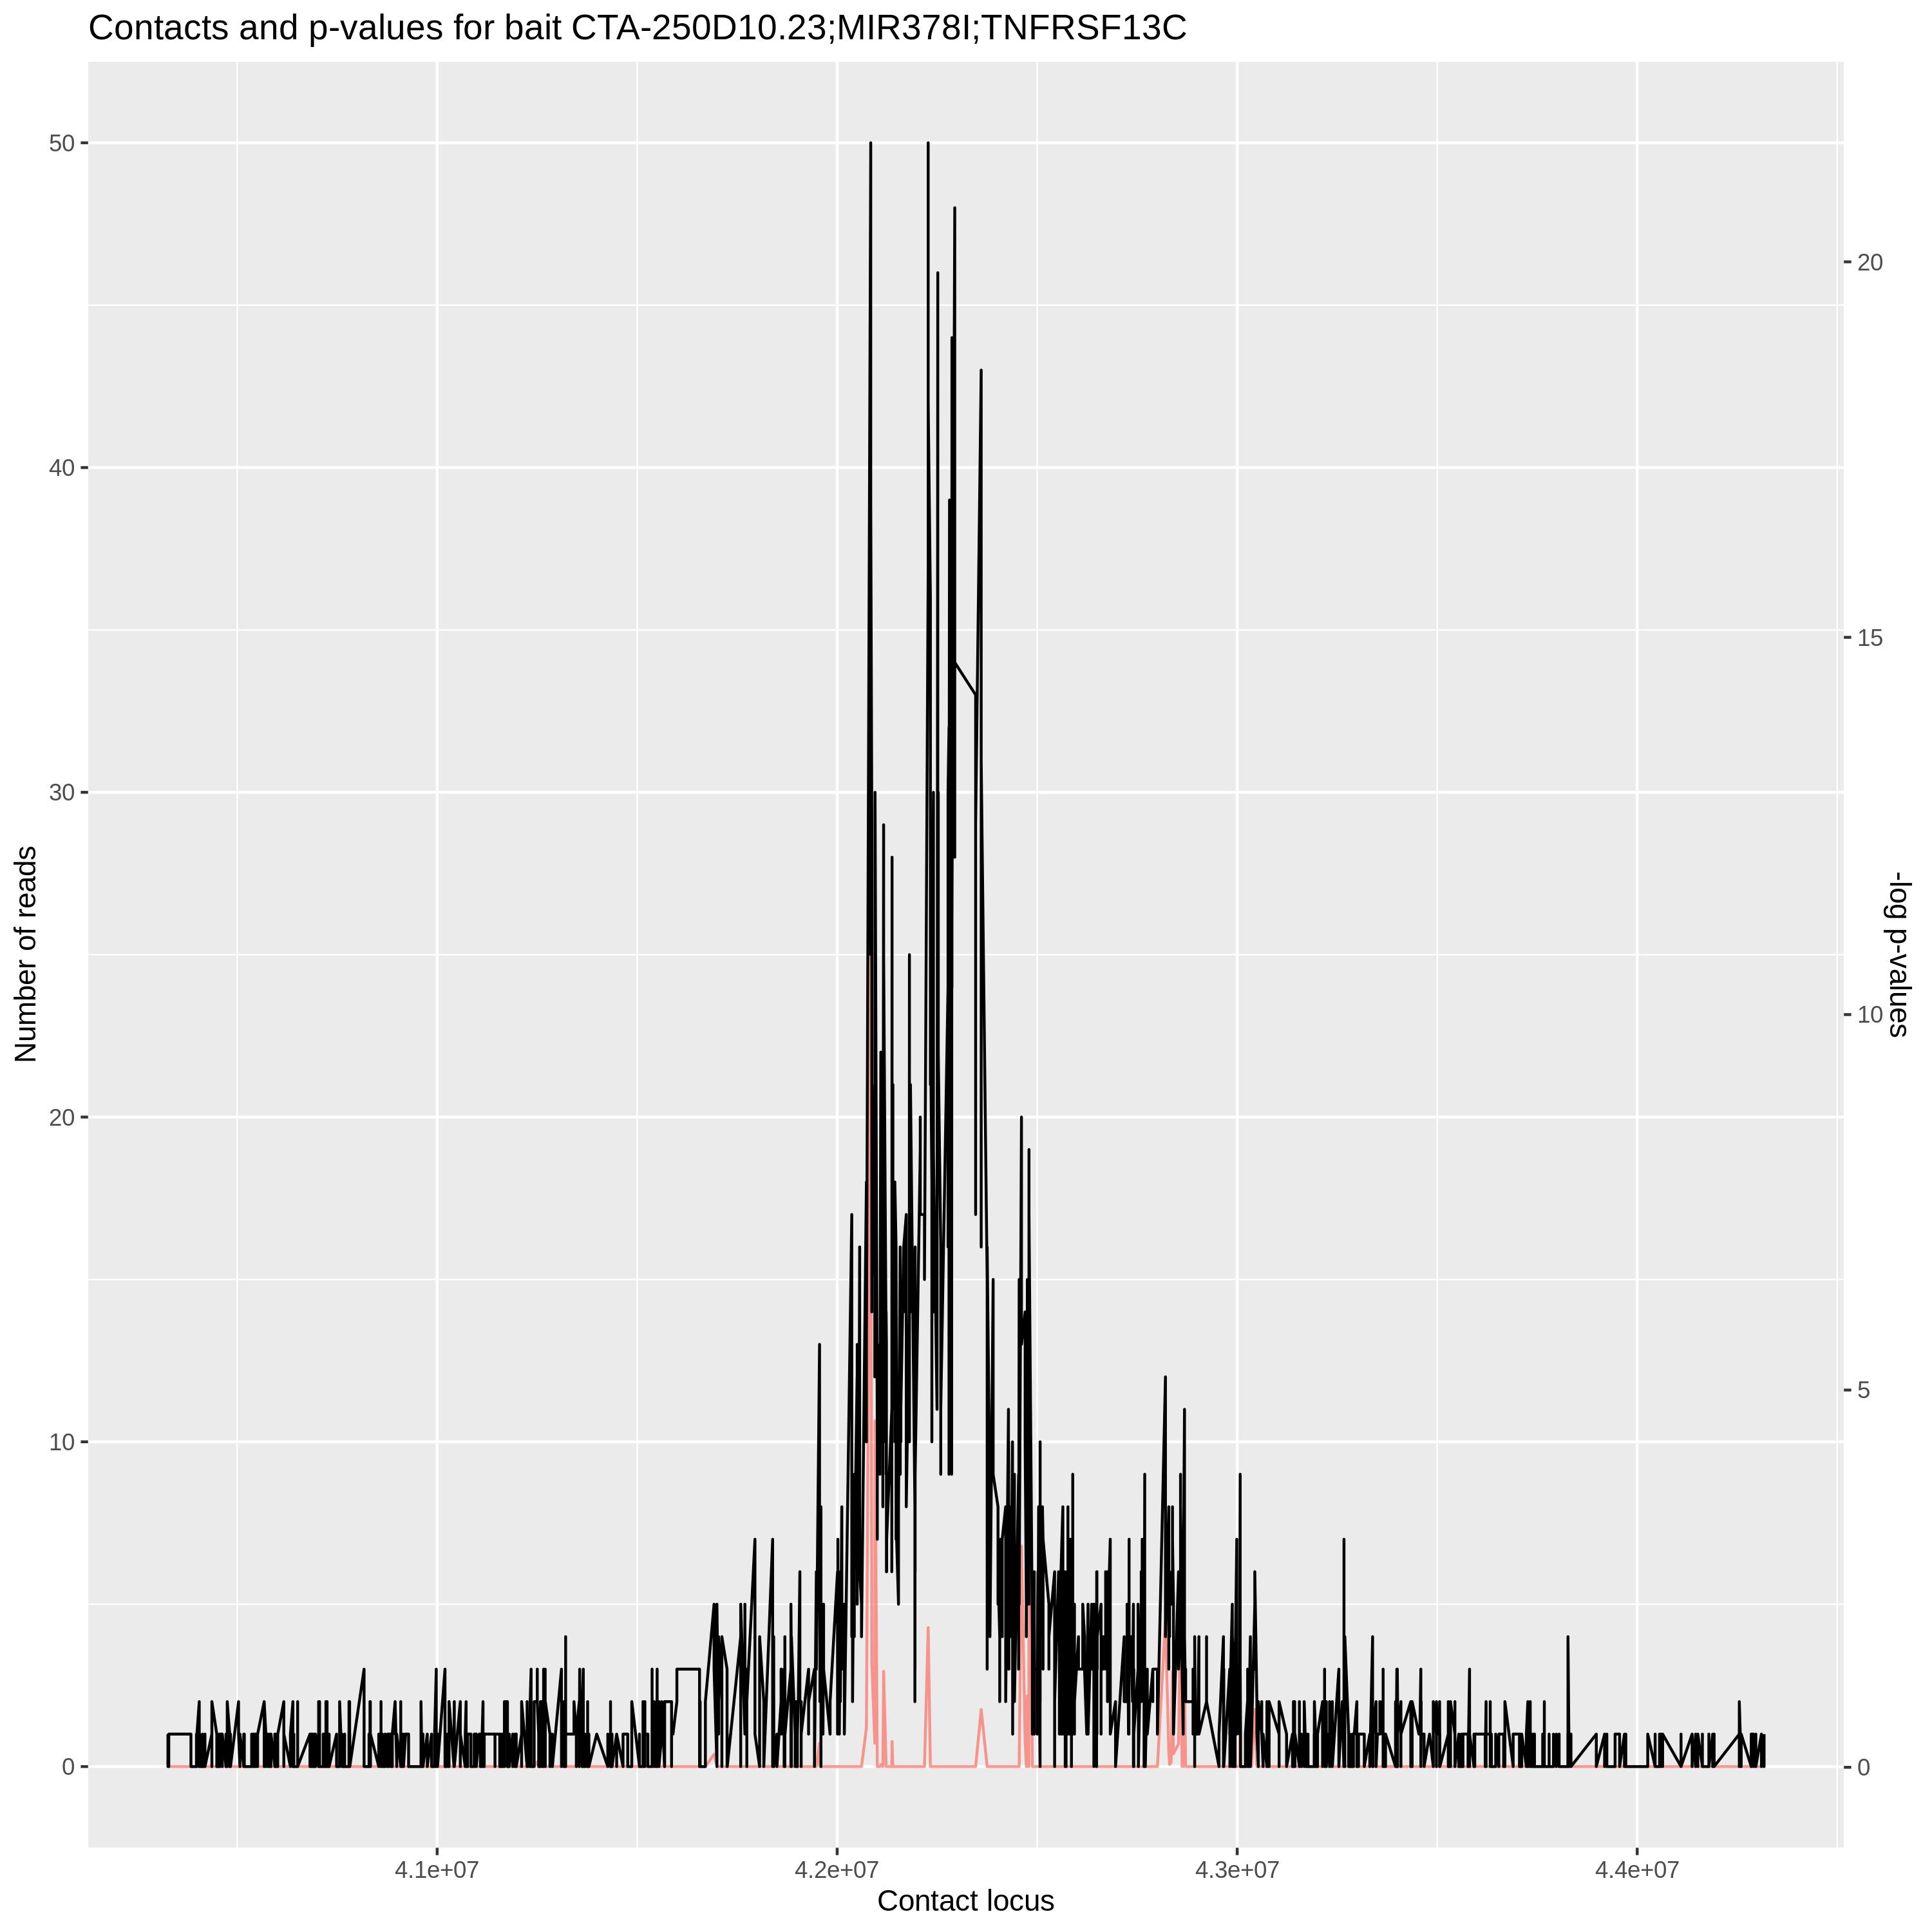 Contacts and p-values for bait CTA-250D10.23;MIR378I;TNFRSF13C
50
40
30
20
10
0
Number of reads
20
15
10
5
0
-log p-values
4.1e+07
4.2e+07
4.3e+07
4.4e+07
Contact locus